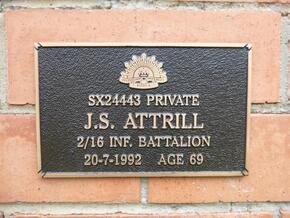 SX24443 PRIVATE
J.S. ATTRILL
2/16 INF. BATTALION
20-7-1992 AGE 69